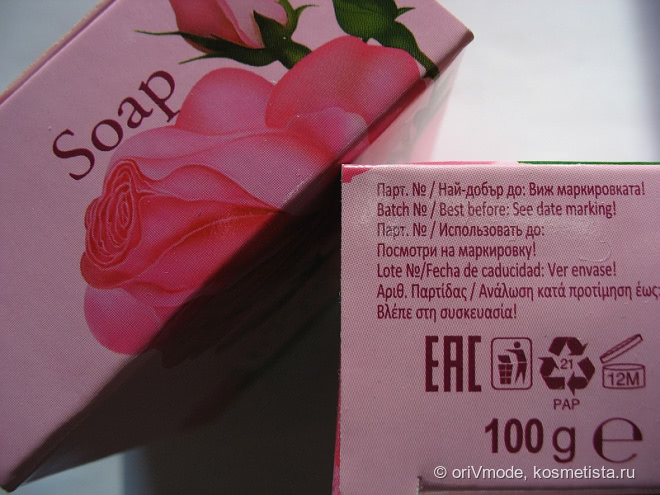 Soap
Парт. № / Най-добър до: Виж маркировката!
Batch № / Best before: See date marking!
Парт. № / Использовать до:
Посмотри на маркировку!
Lote №/Fecha de caducidad: Ver envase!
Αριθ. Παρτίδας / Ανάλωση κατά προτίμηση έως:
Βλέπε στη συσκευασία!
EAC
21
PAP
12M
100 g e
© oriVmode, kosmetista.ru